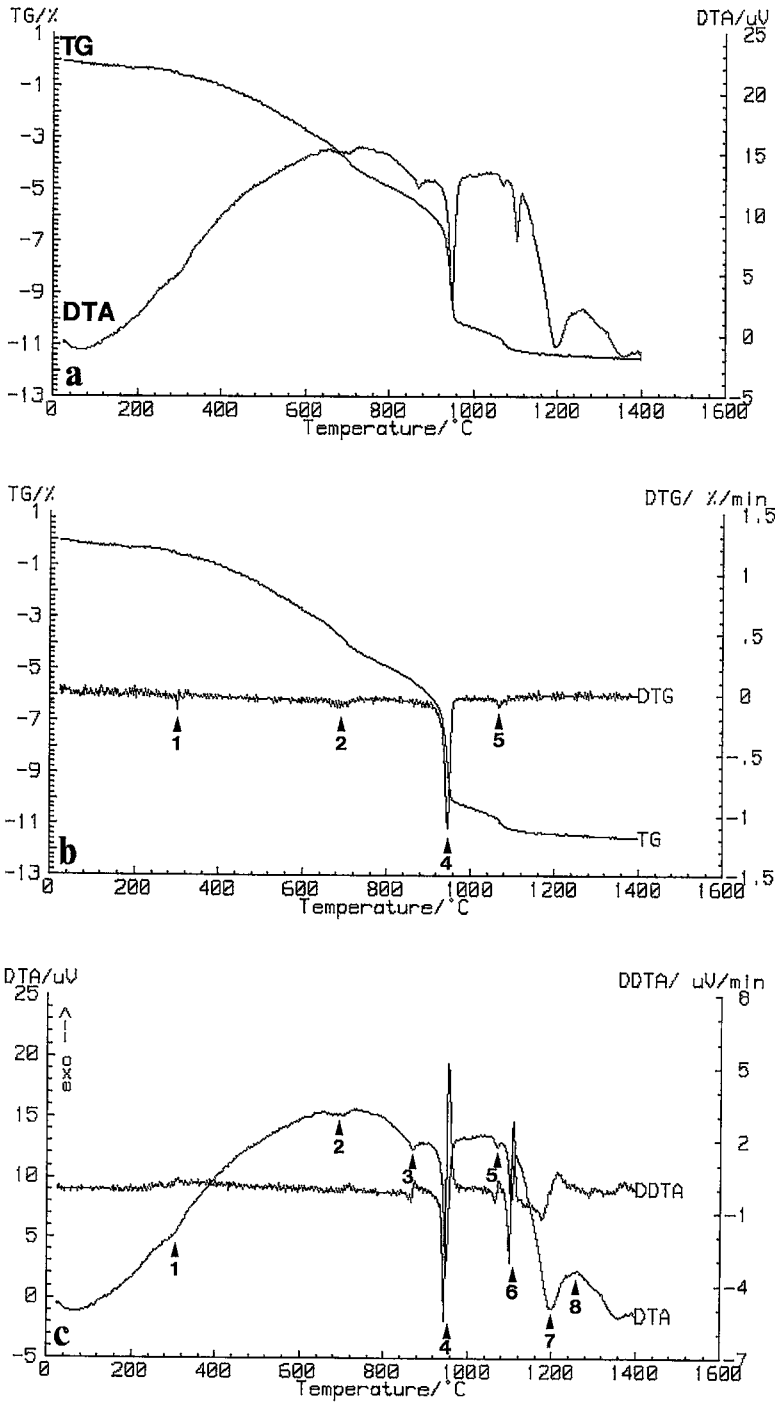 TG/% DTA/uV
1 25
TG
-1 20
-3 15
-5 10
-7
-9 5
DTA
-11 0
a
-13 -5
0 200 400 600 800 1000 1200 1400 1600
Temperature/°C
TG/% DTG/ %/min
1 1.5
-1 1
-3 .5
-5 0
DTG
-7
1 2 5
-9 -.5
-11 -1
TG
b 4
-13 -1.5
0 200 400 600 800 1000 1200 1400 1600
Temperature/°C
DTA/uV DDTA/ uV/min
25 8
--> exo
20 5
15 2
2
3 5
10
DDTA
5 -1
1
6
0 -4
DTA
c 4 7 8
-5 -7
0 200 400 600 800 1000 1200 1400 1600
Temperature/°C